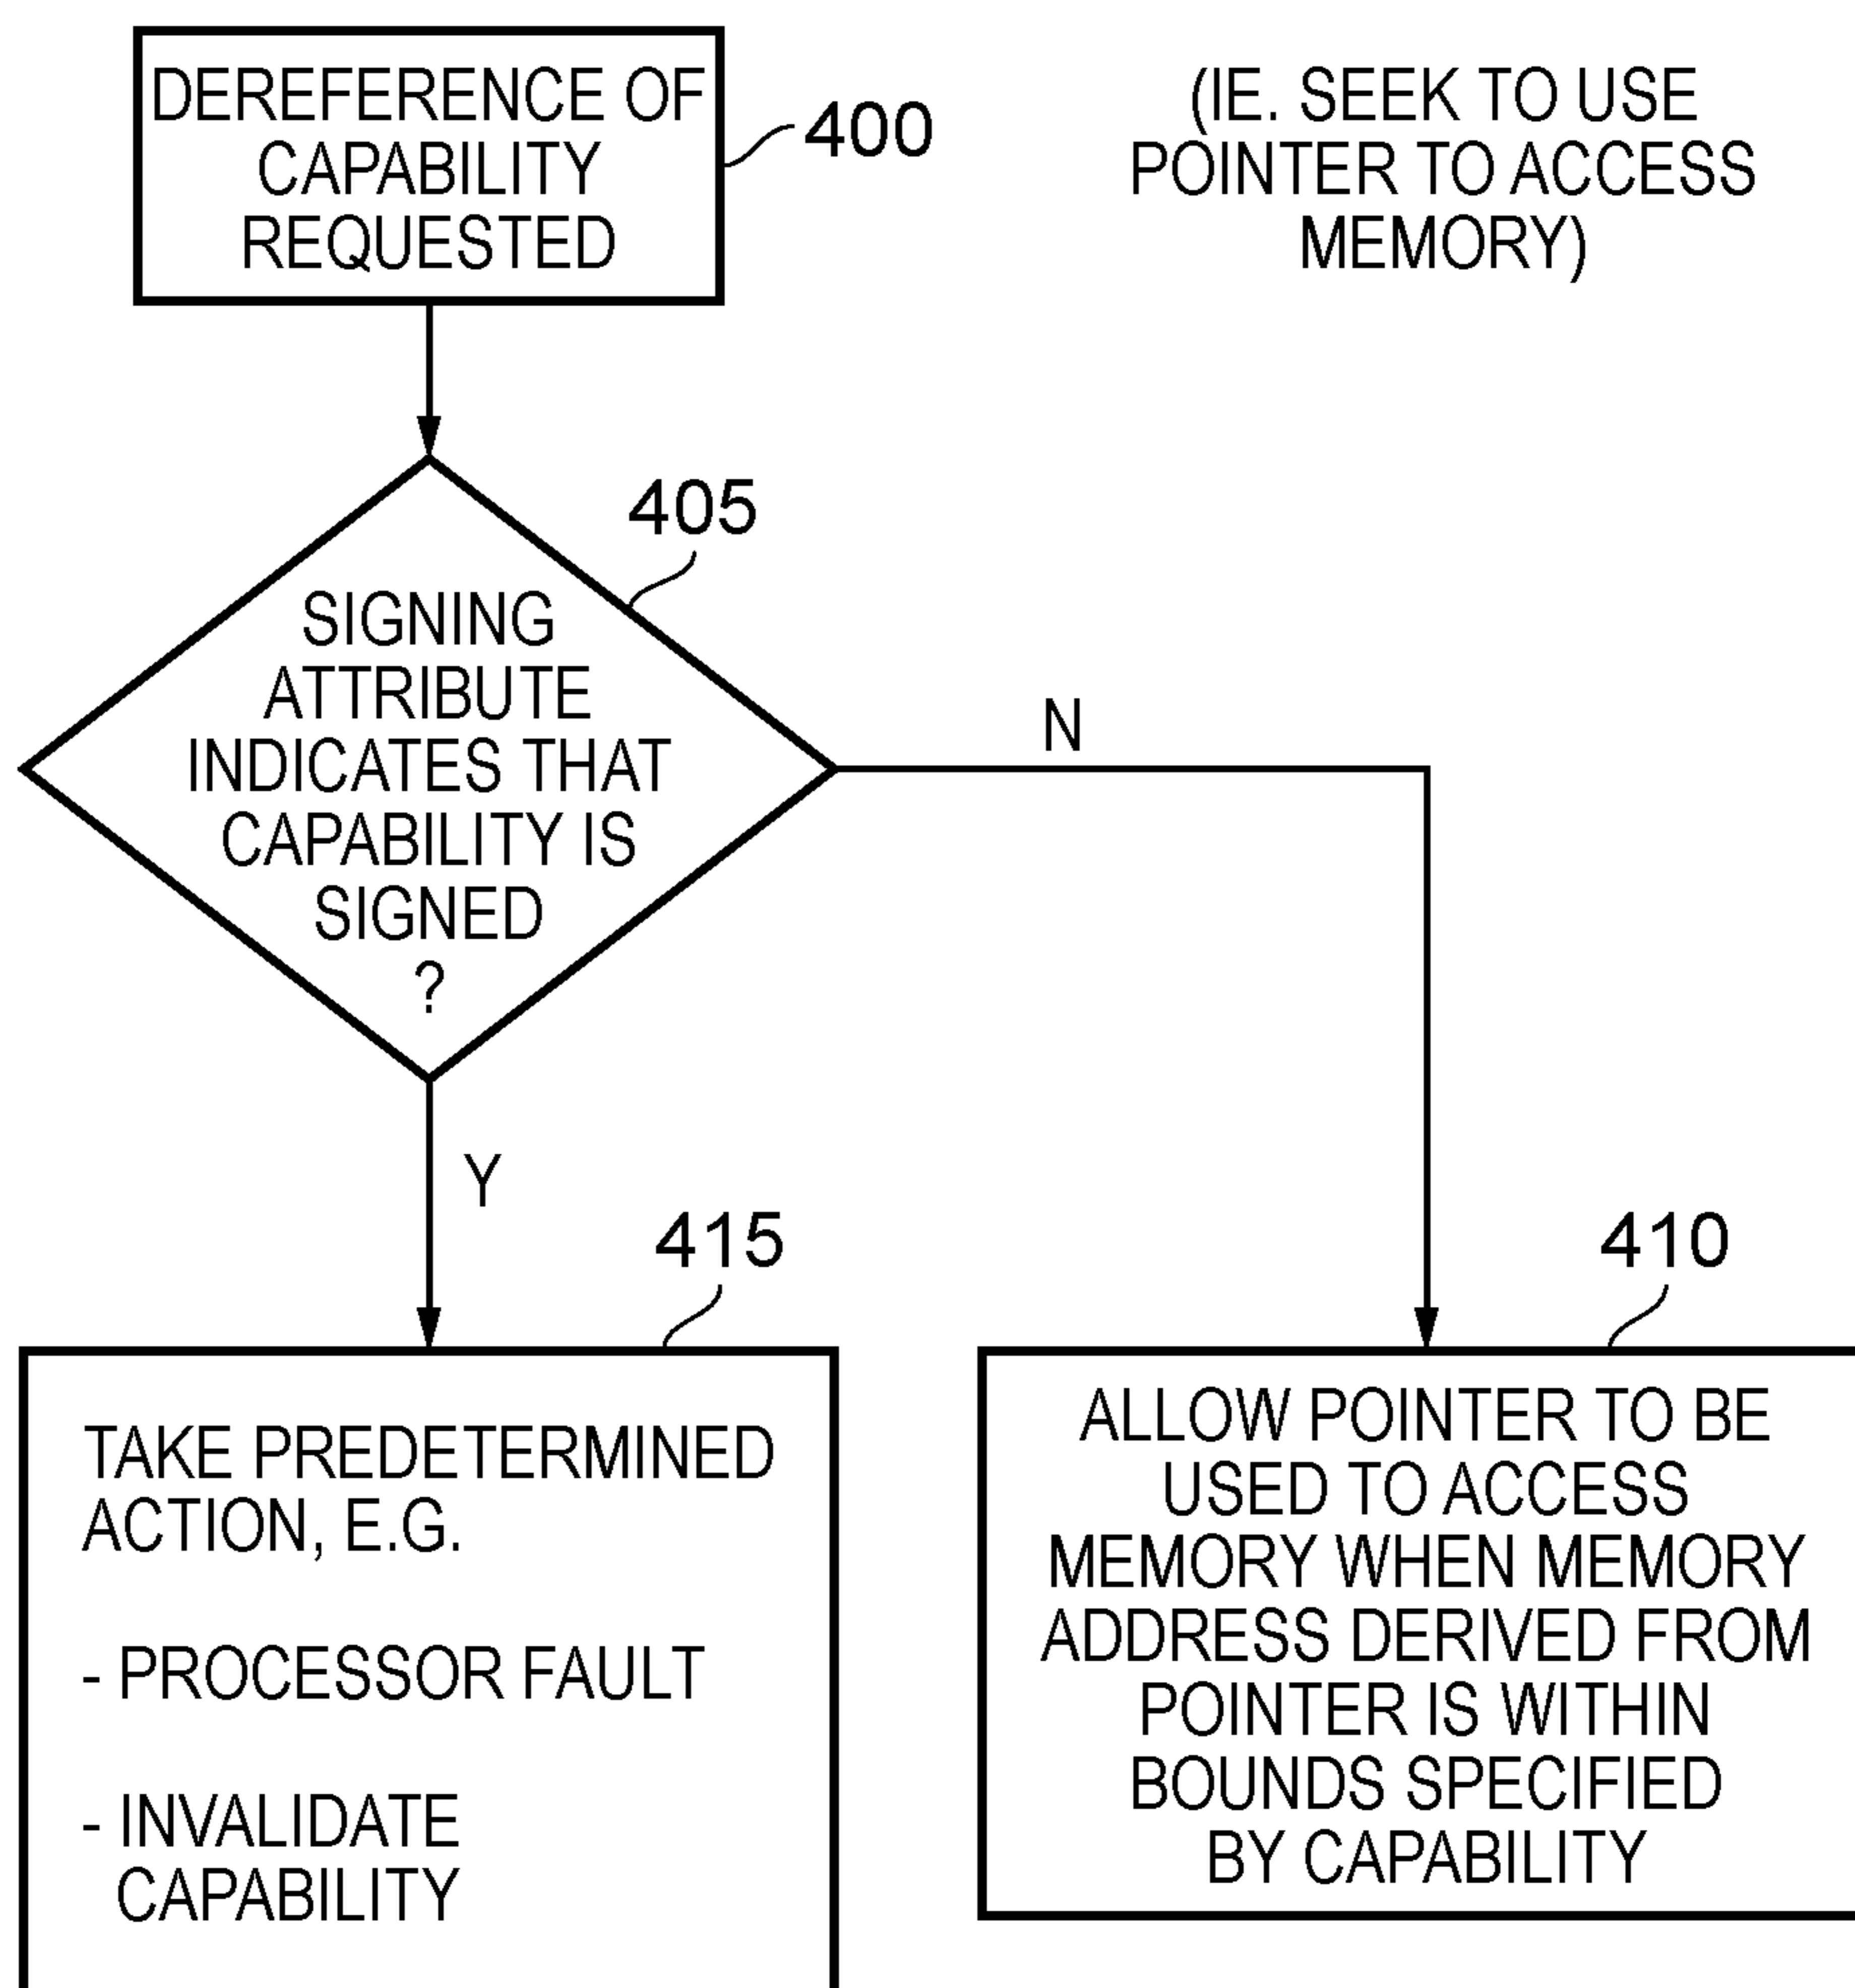 DEREFERENCE OF
CAPABILITY
REQUESTED
400
(IE. SEEK TO USE
POINTER TO ACCESS
MEMORY)
405
SIGNING
ATTRIBUTE
INDICATES THAT
CAPABILITY IS
SIGNED
?
N
Y
415
TAKE PREDETERMINED
ACTION, E.G.
- PROCESSOR FAULT
- INVALIDATE
CAPABILITY
410
ALLOW POINTER TO BE
USED TO ACCESS
MEMORY WHEN MEMORY
ADDRESS DERIVED FROM
POINTER IS WITHIN
BOUNDS SPECIFIED
BY CAPABILITY